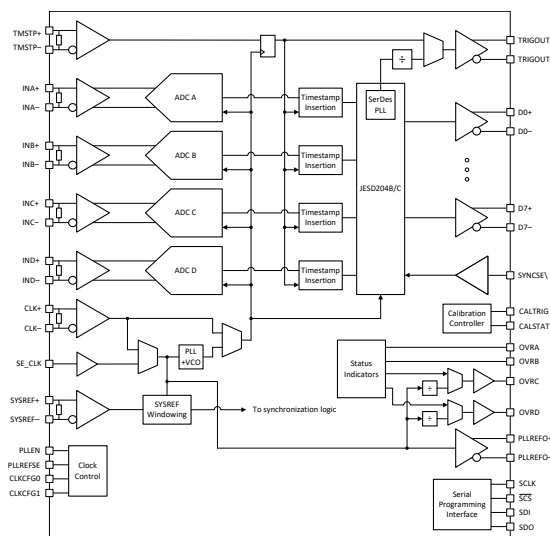 TMSTP+
TMSTP–
INA+
INA–
INB+
INB–
INC+
INC–
IND+
IND–
CLK+
CLK–
SE_CLK
SYSREF+
SYSREF–
PLLEN
PLLREFSE
CLKCFG0
CLKCFG1
ADC A
ADC B
ADC C
ADC D
PLL
+VCO
SYSREF
Windowing
To synchronization logic
Clock
Control
Timestamp
Insertion
Timestamp
Insertion
Timestamp
Insertion
Timestamp
Insertion
÷
SerDes
PLL
JESD204B/C
Calibration
Controller
Status
Indicators
÷
÷
Serial
Programming
Interface
TRIGOUT
TRIGOUT
D0+
D0–
D7+
D7–
SYNCSE\
CALTRIG
CALSTAT
OVRA
OVRB
OVRC
OVRD
PLLREFO+
PLLREFO–
SCLK
SCS
SDI
SDO